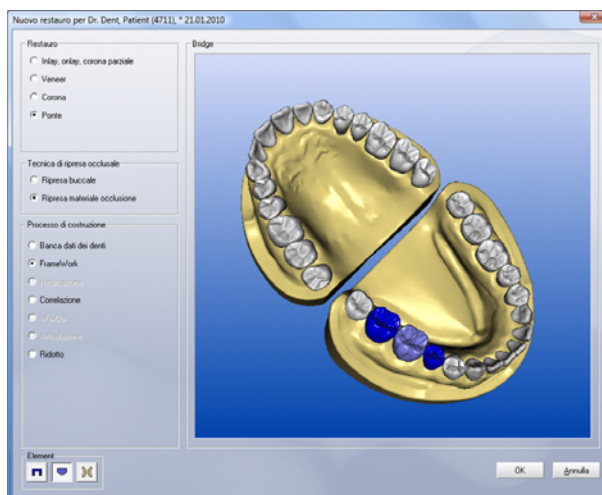 Nuovo restauro per Dr. Dent, Patient (4711), * 21.01.2010
Restauro
Inlay, onlay, corona parziale
Veneer
Corona
Ponte
Tecnica di ripresa occlusale
Ripresa buccale
Ripresa materiale occlusione
Processo di costruzione
Banca dati dei denti
FrameWork
Correlazione
Ridotto
Element
Bridge
OK
Annulla